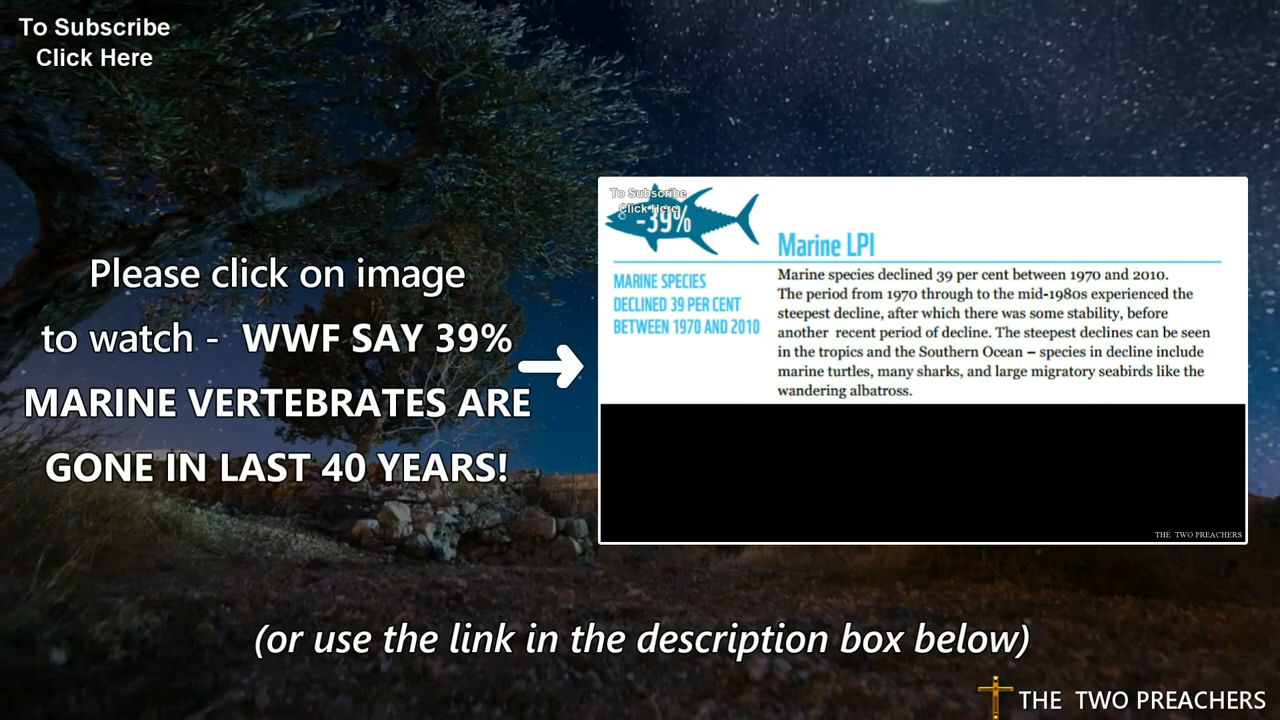 To Subscribe
Click Here
Please click on image
to watch - WWF SAY 39%
MARINE VERTEBRATES ARE
GONE IN LAST 40 YEARS!
To Subscribe
Click Here
-39%
MARINE SPECIES
DECLINED 39 PER CENT
BETWEEN 1970 AND 2010
Marine LPI
Marine species declined 39 per cent between 1970 and 2010.
The period from 1970 through to the mid-1980s experienced the
steepest decline, after which there was some stability, before
another recent period of decline. The steepest declines can be seen
in the tropics and the Southern Ocean – species in decline include
marine turtles, many sharks, and large migratory seabirds like the
wandering albatross.
THE TWO PREACHERS
(or use the link in the description box below)
THE TWO PREACHERS